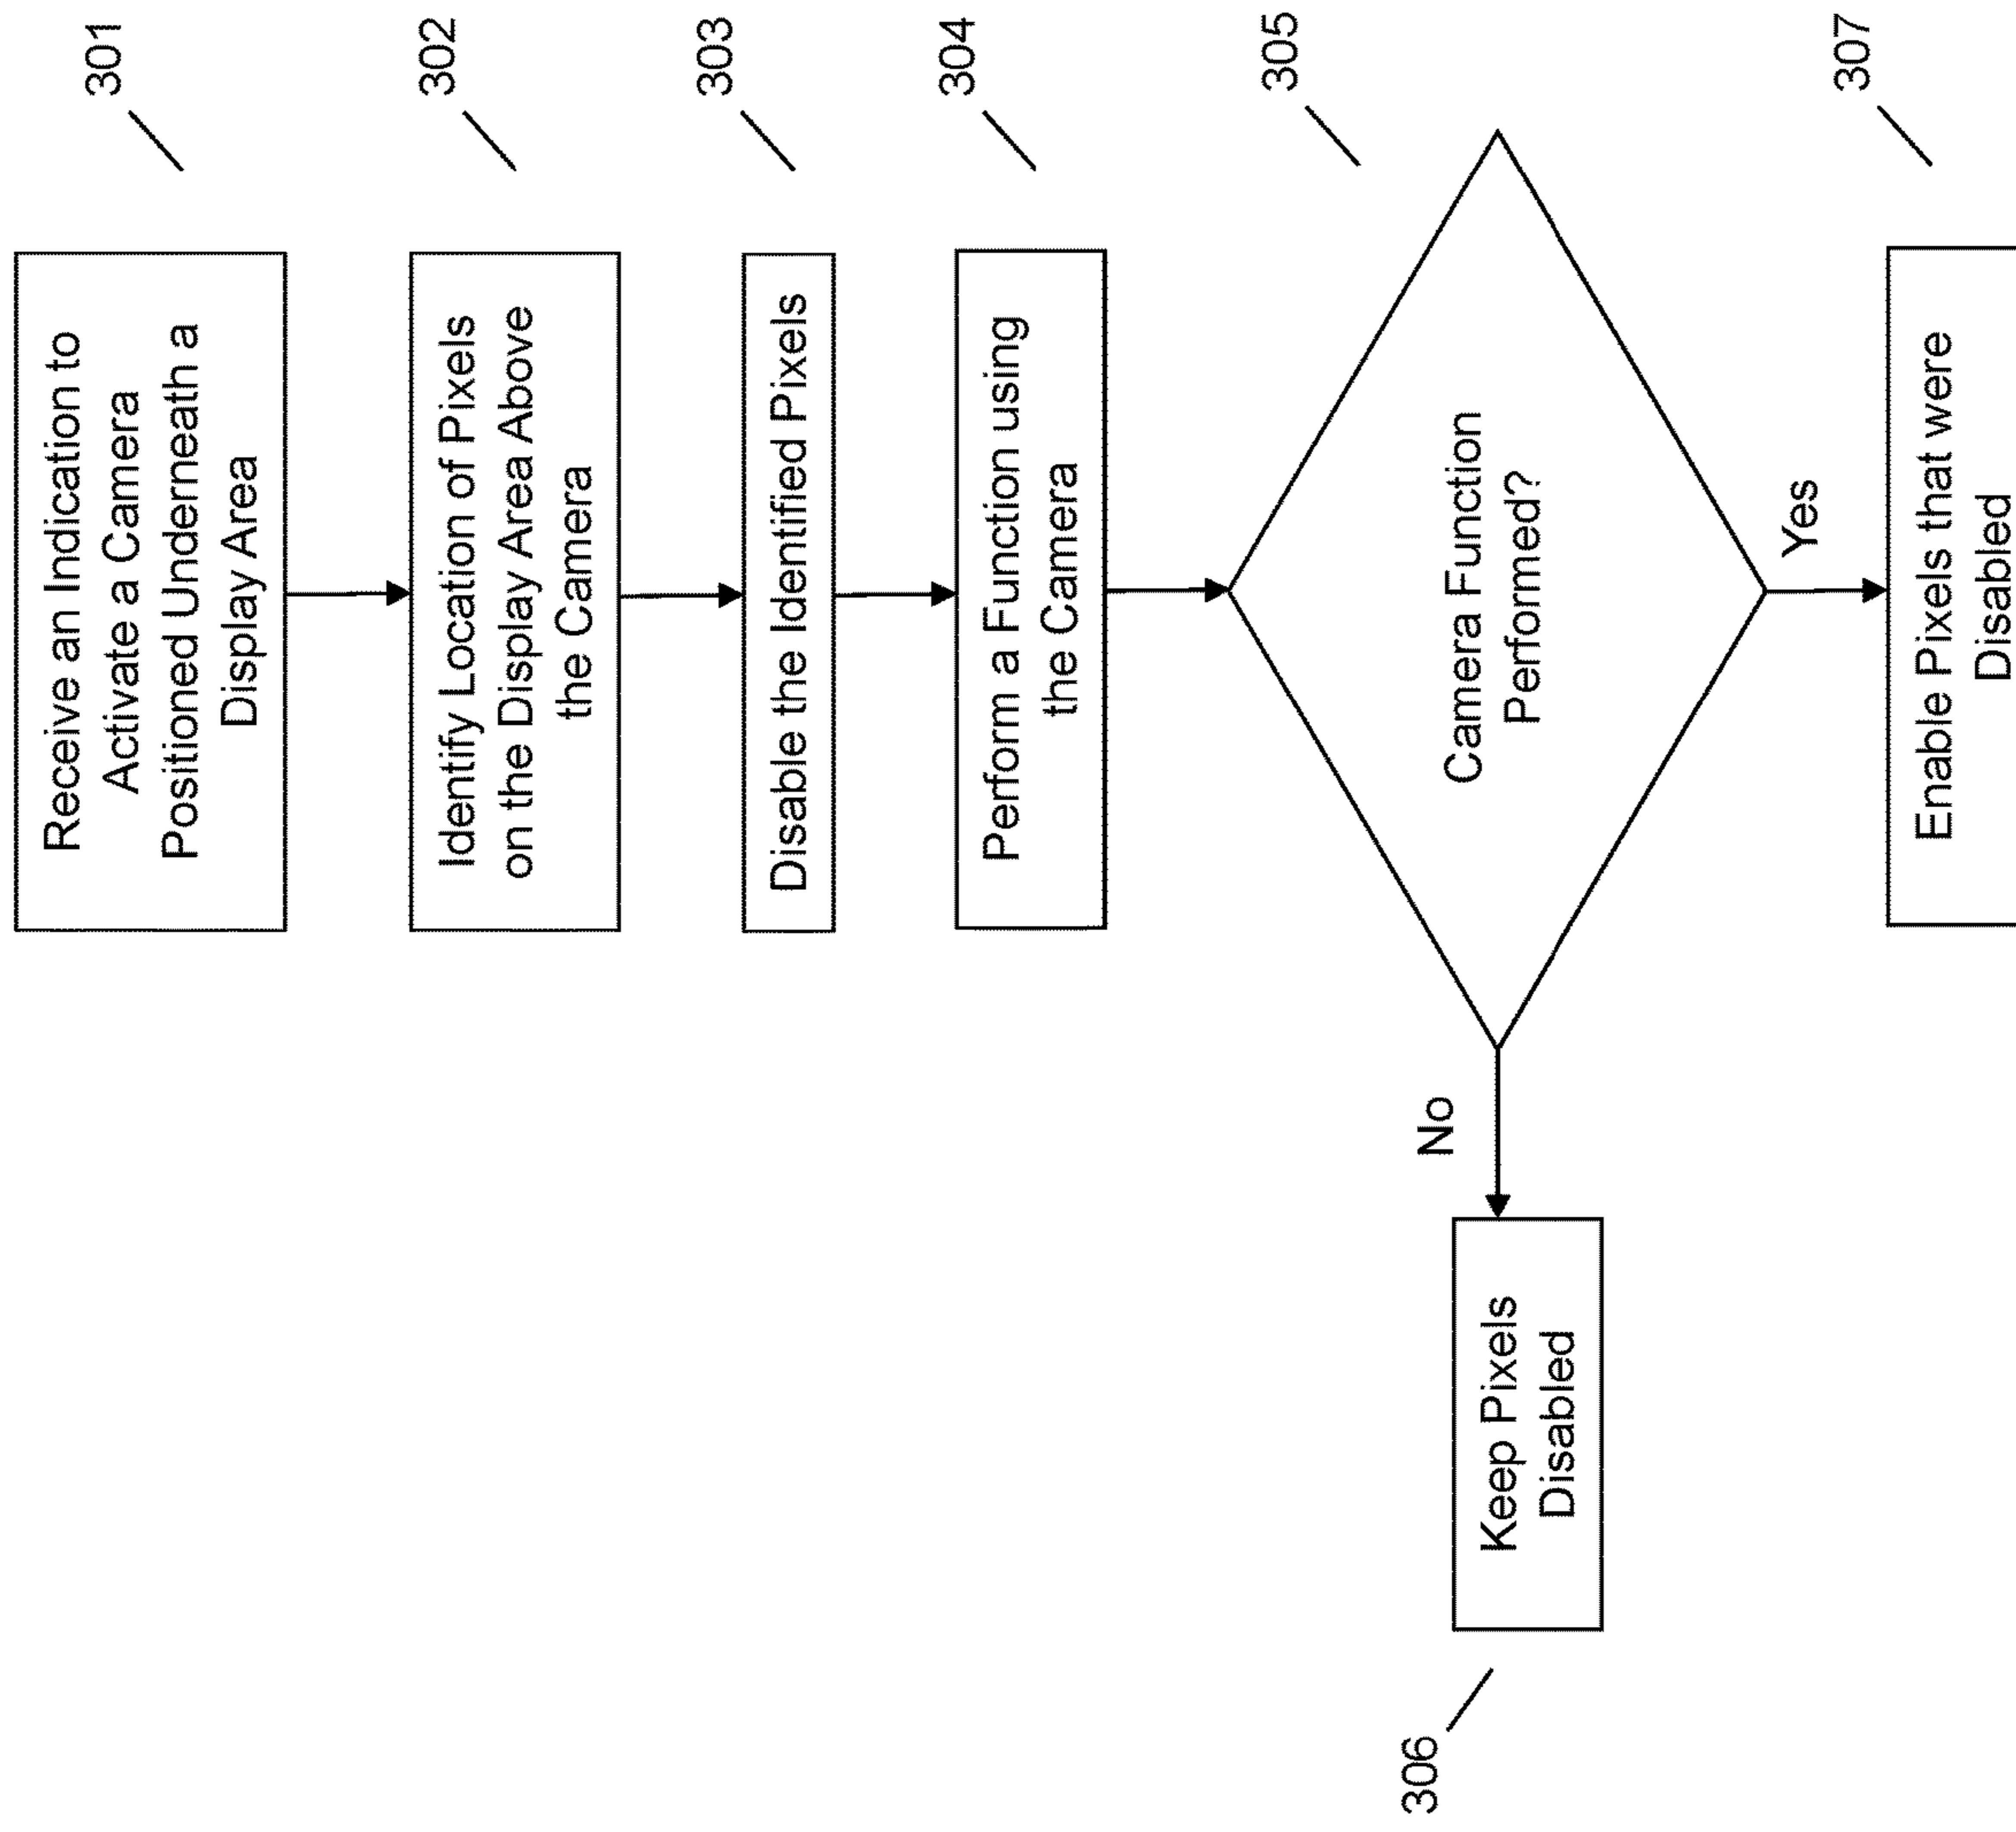 301
Receive an Indication to
Activate a Camera
Positioned Underneath a
Display Area
302
Identify Location of Pixels
on the Display Area Above
the Camera
303
Disable the Identified Pixels
304
Perform a Function using
the Camera
305
Camera Function
Performed?
No
306
Keep Pixels
Disabled
Yes
307
Enable Pixels that were
Disabled